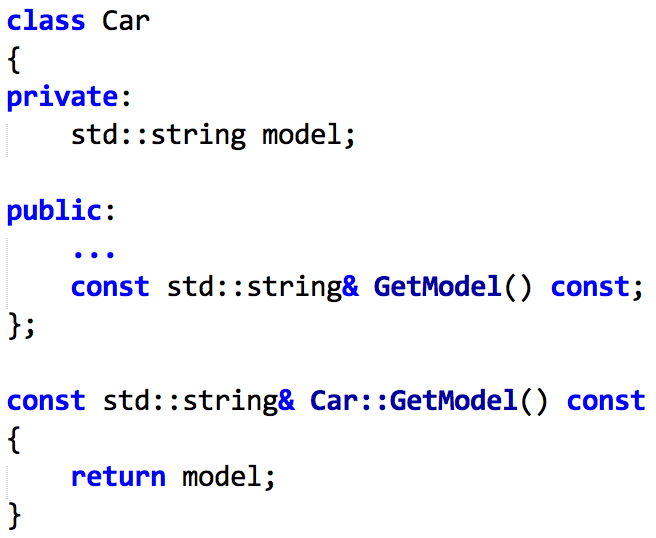 class Car
{
private:
    std::string model;

public:
    ...
    const std::string& GetModel() const;
};

const std::string& Car::GetModel() const
{
    return model;
}